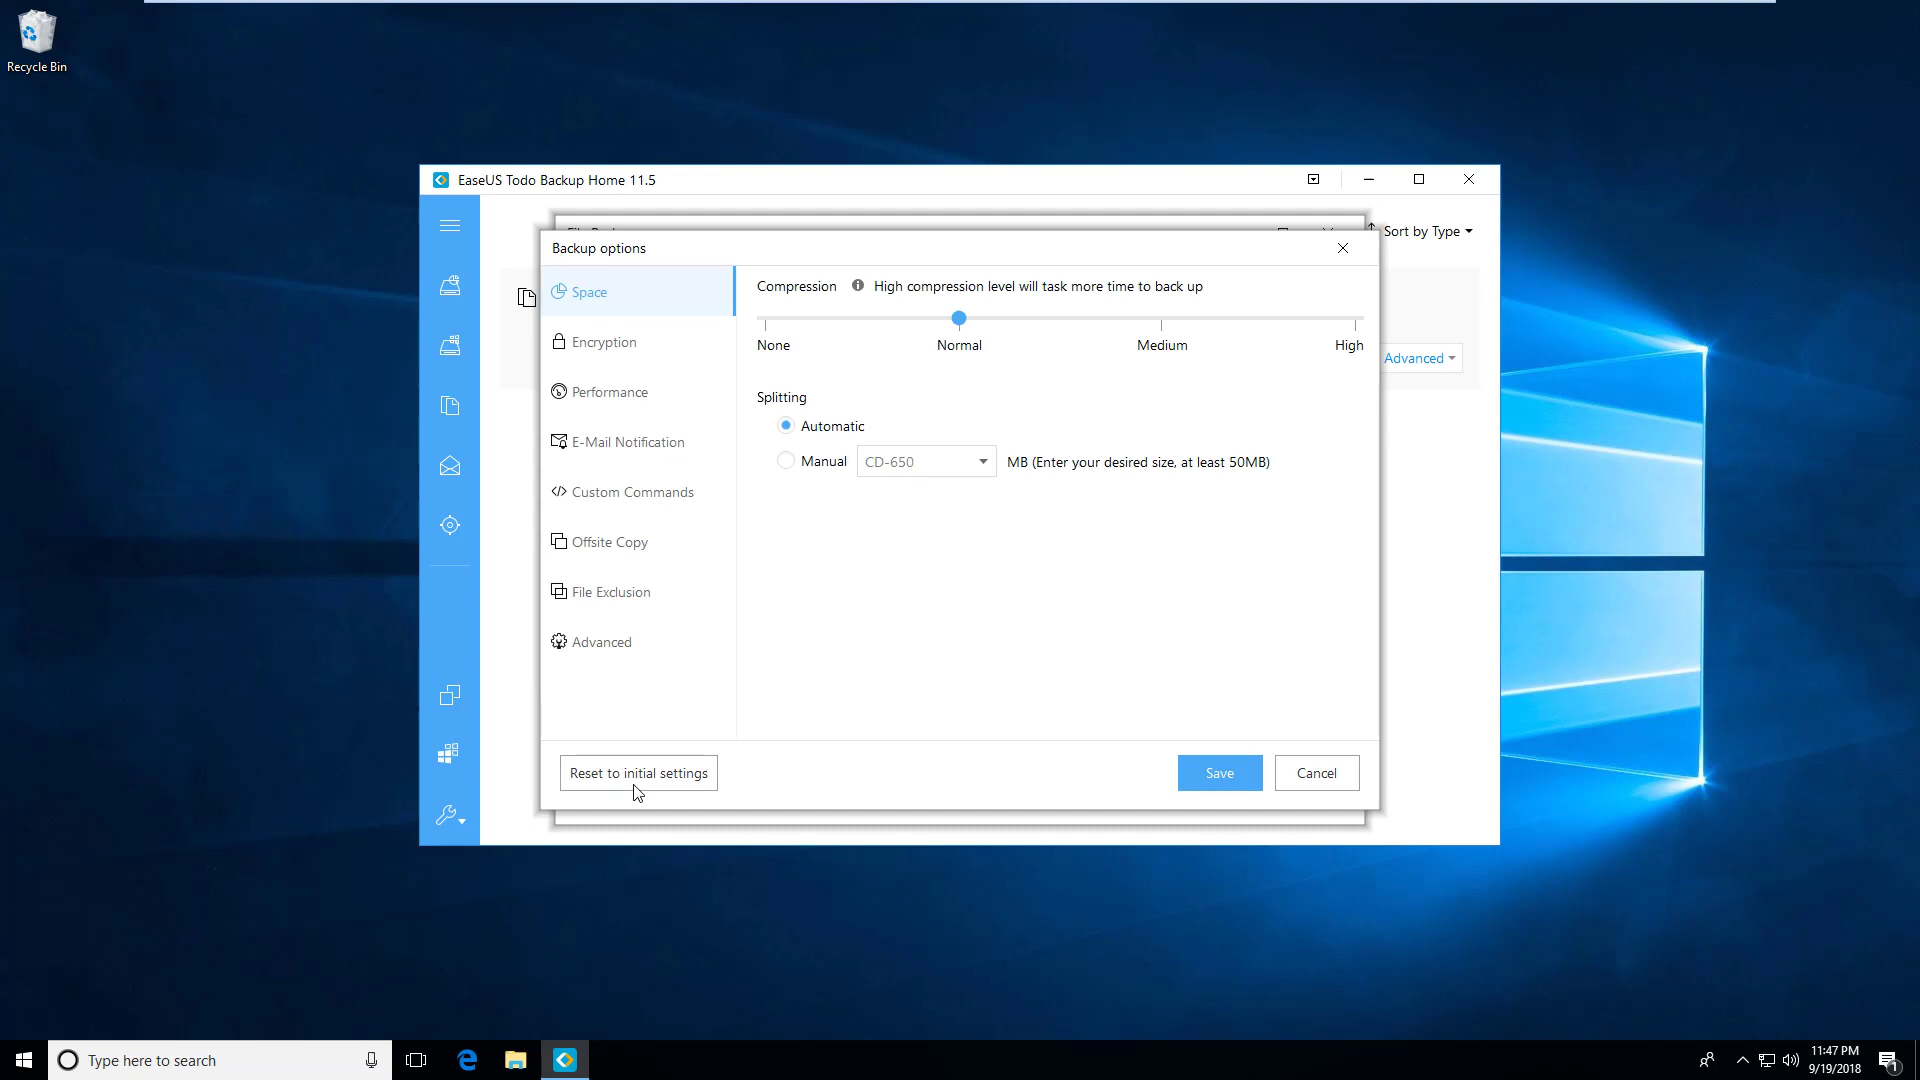 Recycle Bin
EaseUS Todo Backup Home 11.5
Sort by Type
Backup options
Space
Compression
High compression level will task more time to back up
None
Normal
Medium
High
Encryption
Advanced
Performance
Splitting
Automatic
E-Mail Notification
Manual
CD-650
MB (Enter your desired size, at least 50MB)
Custom Commands
Offsite Copy
File Exclusion
Advanced
Reset to initial settings
Save
Cancel
Type here to search
11:47 PM
9/19/2018
1